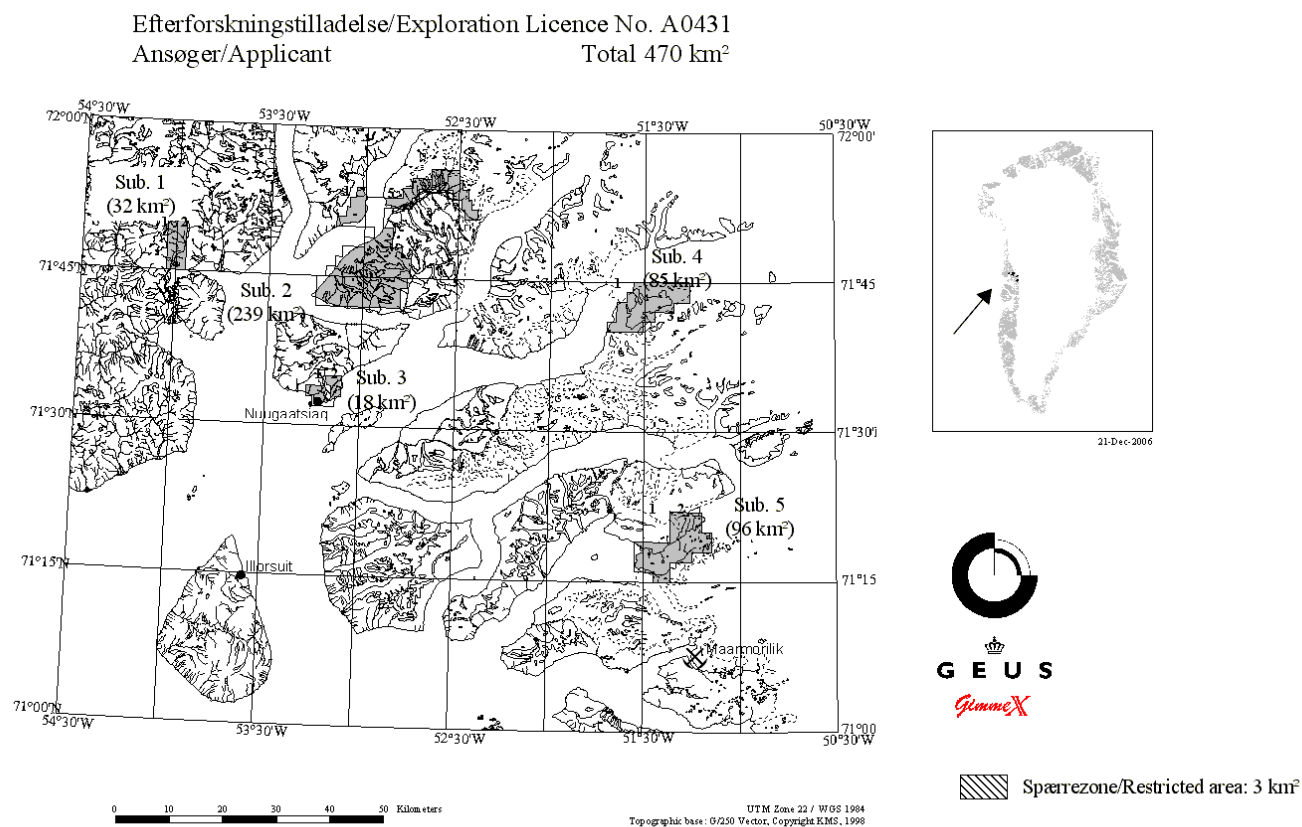 Efterforskningstilladelse/Exploration Licence No. A0431
Ansøger/Applicant Total 470 km²
54°30'W 53°30'W 52°30'W 51°30'W 50°30'W
72°00'N 72°00'
Sub. 1
(32 km²)
2
71°45'N
Sub. 2
(239 km²)
Sub. 4
(85 km²)
1
71°45'N
Sub. 3
(18 km²)
Nuugaatsiaq
71°30'N
71°30'I
Sub. 5
(96 km²)
1 2
71°15'N
Illorsuit
71°15'
Maarmorilik
71°00'N
71°00
54°30'W 53°30'W 52°30'W 51°30'W 50°30'W
21-Dec-2006
GEUS
GimmeX
Spærrezone/Restricted area: 3 km²
0 10 20 30 40 50 Kilometers
UTM Zone 22 / WGS 1984
Topographic base: G/250 Vector, Copyright KMS, 1998